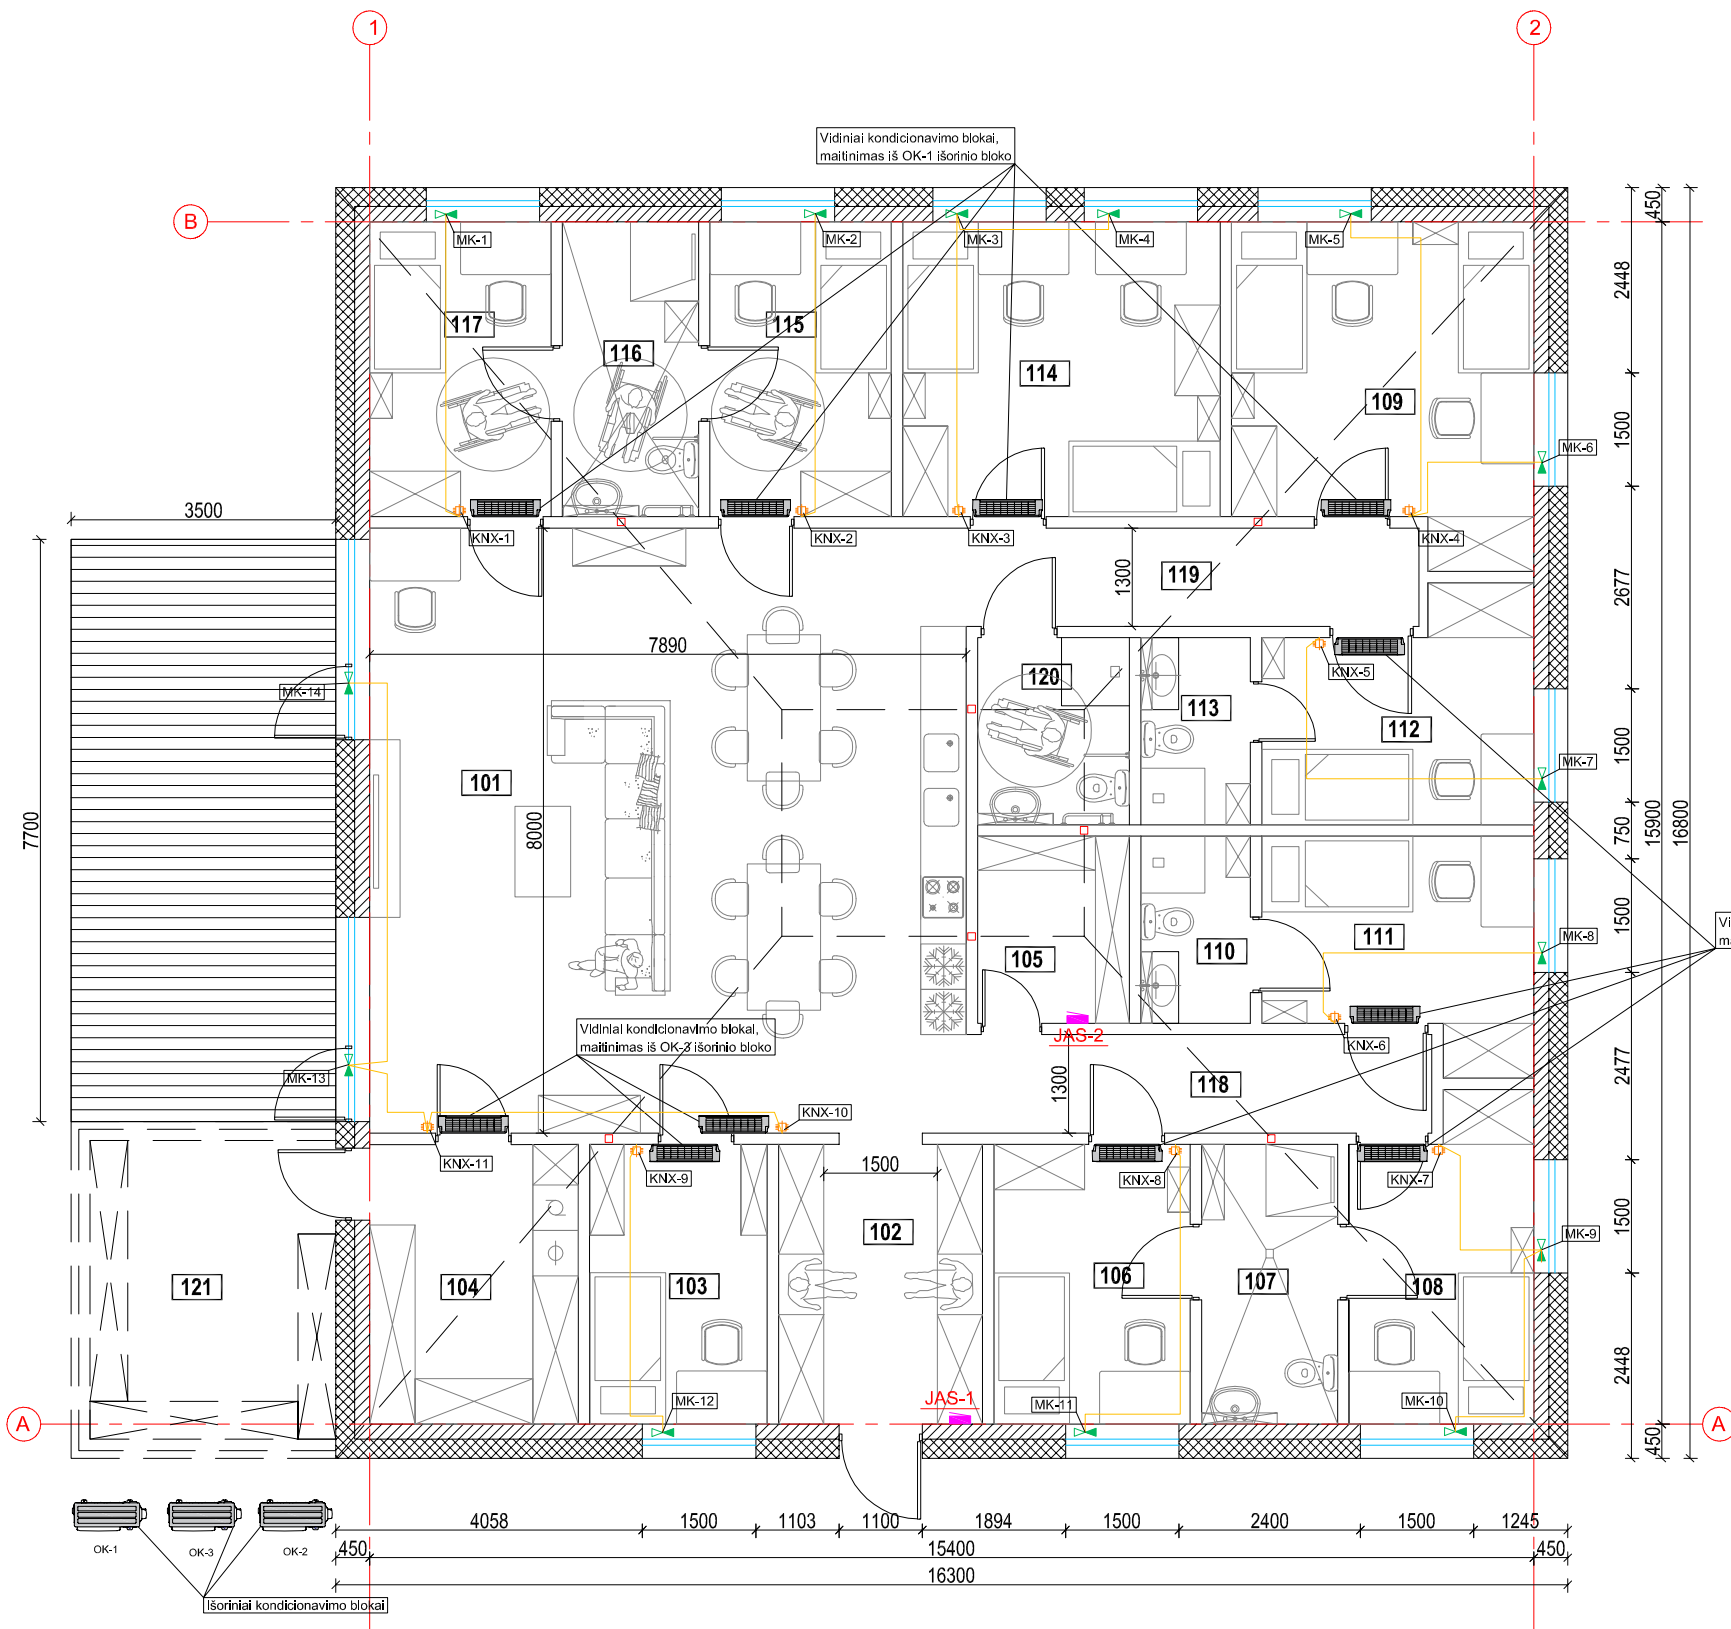 1
2
Vidiniai kondicionavimo blokai,
maitinimas iš OK-1 išorinio bloko
B
MK-1
MK-2
MK-3
MK-4
MK-5
450
2448
117
116
115
114
109
1500
MK-6
3500
KNX-1
KNX-2
KNX-3
KNX-4
119
1300
2677
7890
120
KNX-5
MK-14
113
112
101
1500
MK-7
7700
8000
750
15900
16800
105
110
111
1500
MK-8
Vidiniai kondicionavimo blokai,
maitinimas iš OK-3 išorinio bloko
JAS-2
KNX-6
MK-13
1300
118
2477
KNX-10
KNX-11
KNX-9
1500
KNX-8
KNX-7
102
1500
MK-9
121
104
103
106
107
108
2448
MK-12
JAS-1
MK-11
MK-10
A
A
450
OK-1
OK-3
OK-2
4058
1500
1103
1100
1894
1500
2400
1500
1245
450
15400
450
16300
Išoriniai kondicionavimo blokai